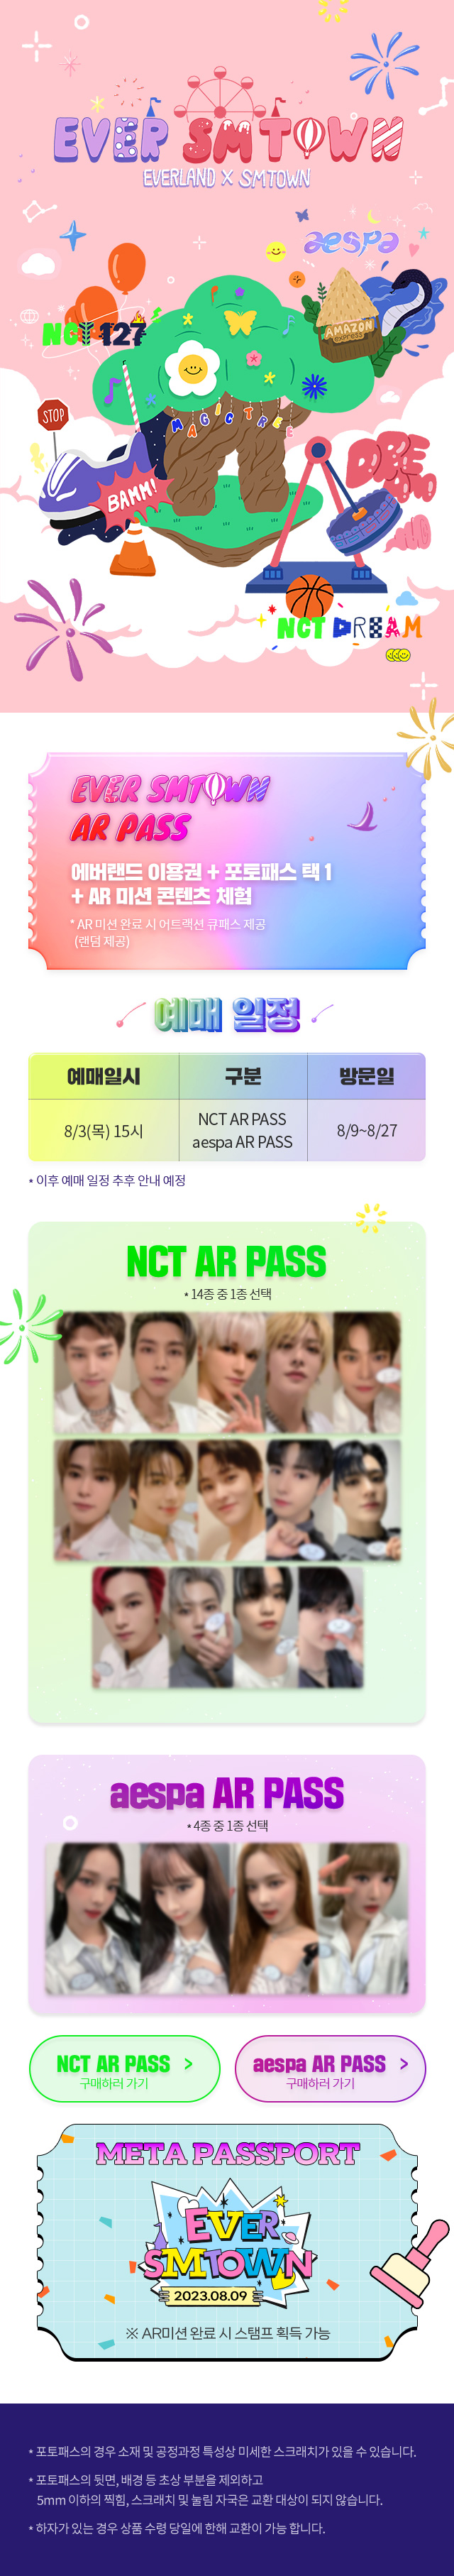 EVER SMTOWN
EVERLAND X SMTOWN
aespa
NCT 127
AMAZON
express
MAGIC TREE
STOP
BAMM!
NCT DREAM
EVER SMTOWN
AR PASS
에버랜드 이용권 + 포토패스 택 1
+ AR 미션 콘텐츠 체험
* AR 미션 완료 시 어트랙션 큐패스 제공
(랜덤 제공)
예매 일정
예매일시 구분 방문일
8/3(목) 15시 NCT AR PASS 8/9~8/27
aespa AR PASS
* 이후 예매 일정 추후 안내 예정
NCT AR PASS
* 14종 중 1종 선택
aespa AR PASS
* 4종 중 1종 선택
NCT AR PASS >
구매하러 가기
aespa AR PASS >
구매하러 가기
META PASSPORT
EVER
SMTOWN
2023.08.09
※ AR미션 완료 시 스탬프 획득 가능
* 포토패스의 경우 소재 및 공정과정 특성상 미세한 스크래치가 있을 수 있습니다.
* 포토패스의 뒷면, 배경 등 초상 부분을 제외하고
5mm 이하의 찍힘, 스크래치 및 눌림 자국은 교환 대상이 되지 않습니다.
* 하자가 있는 경우 상품 수령 당일에 한해 교환이 가능 합니다.